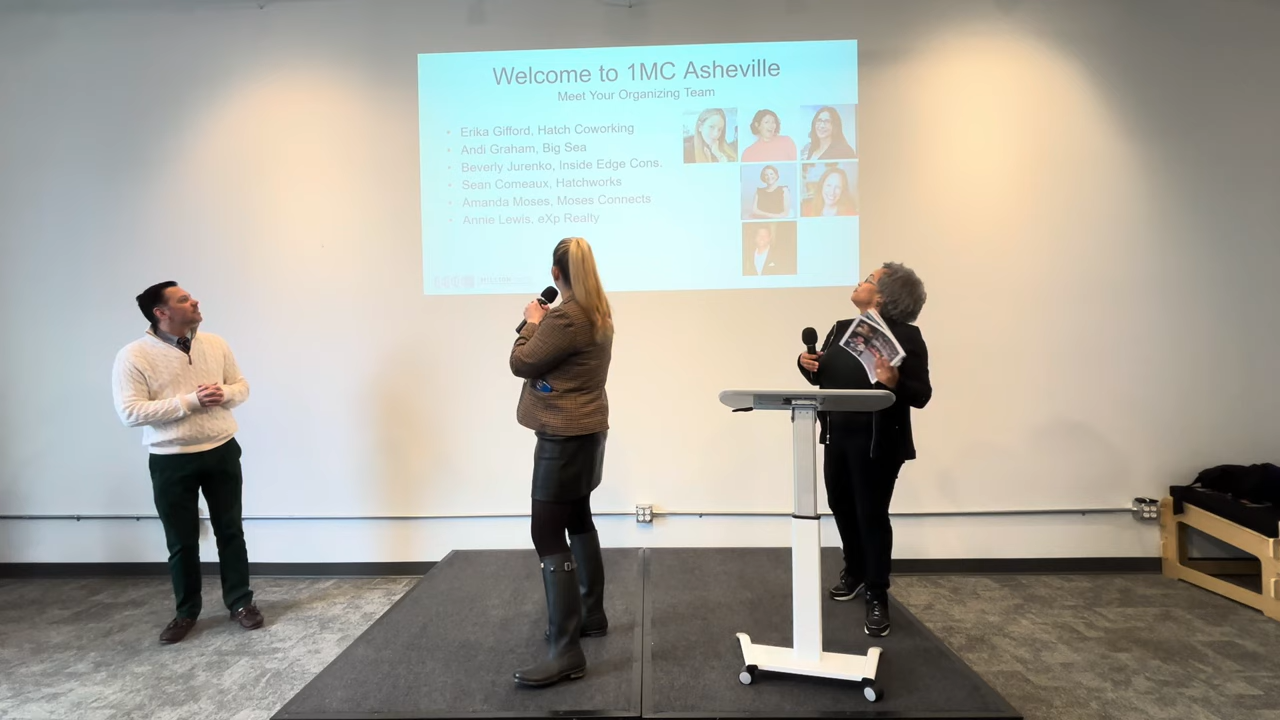 Welcome to 1MC Asheville
Meet Your Organizing Team
• Erika Gifford, Hatch Coworking
• Andi Graham, Big Sea
• Beverly Jurenko, Inside Edge Cons.
• Sean Comeaux, Hatchworks
• Amanda Moses, Moses Connects
• Annie Lewis, eXp Realty